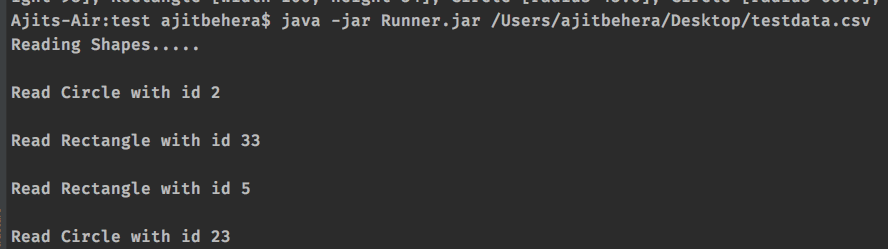 Ajits-Air:test ajitbehera$ java -jar Runner.jar /Users/ajitbehera/Desktop/testdata.csv
Reading Shapes.....
Read Circle with id 2
Read Rectangle with id 33
Read Rectangle with id 5
Read Circle with id 23